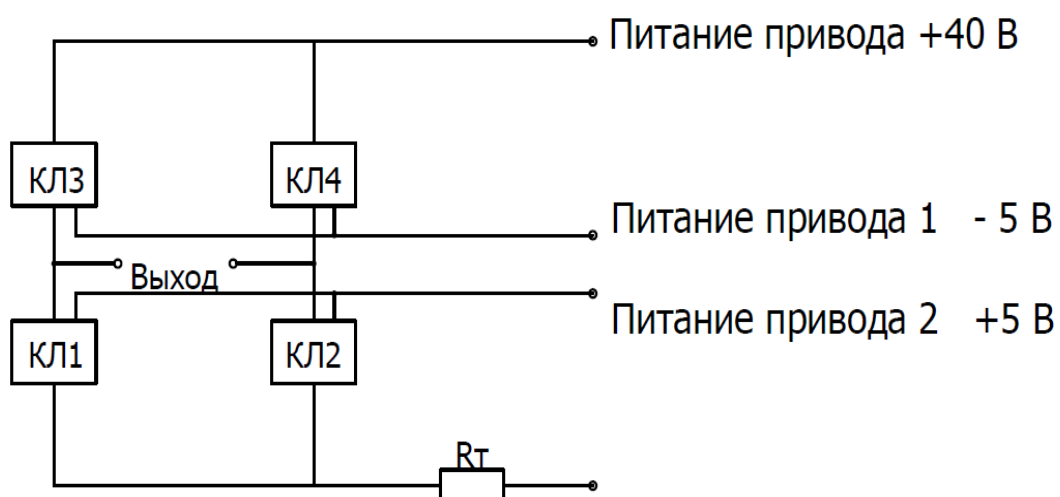 Питание привода +40 В
КЛ3
КЛ4
Питание привода 1 - 5 В
Выход
Питание привода 2 +5 В
КЛ1
КЛ2
Rт